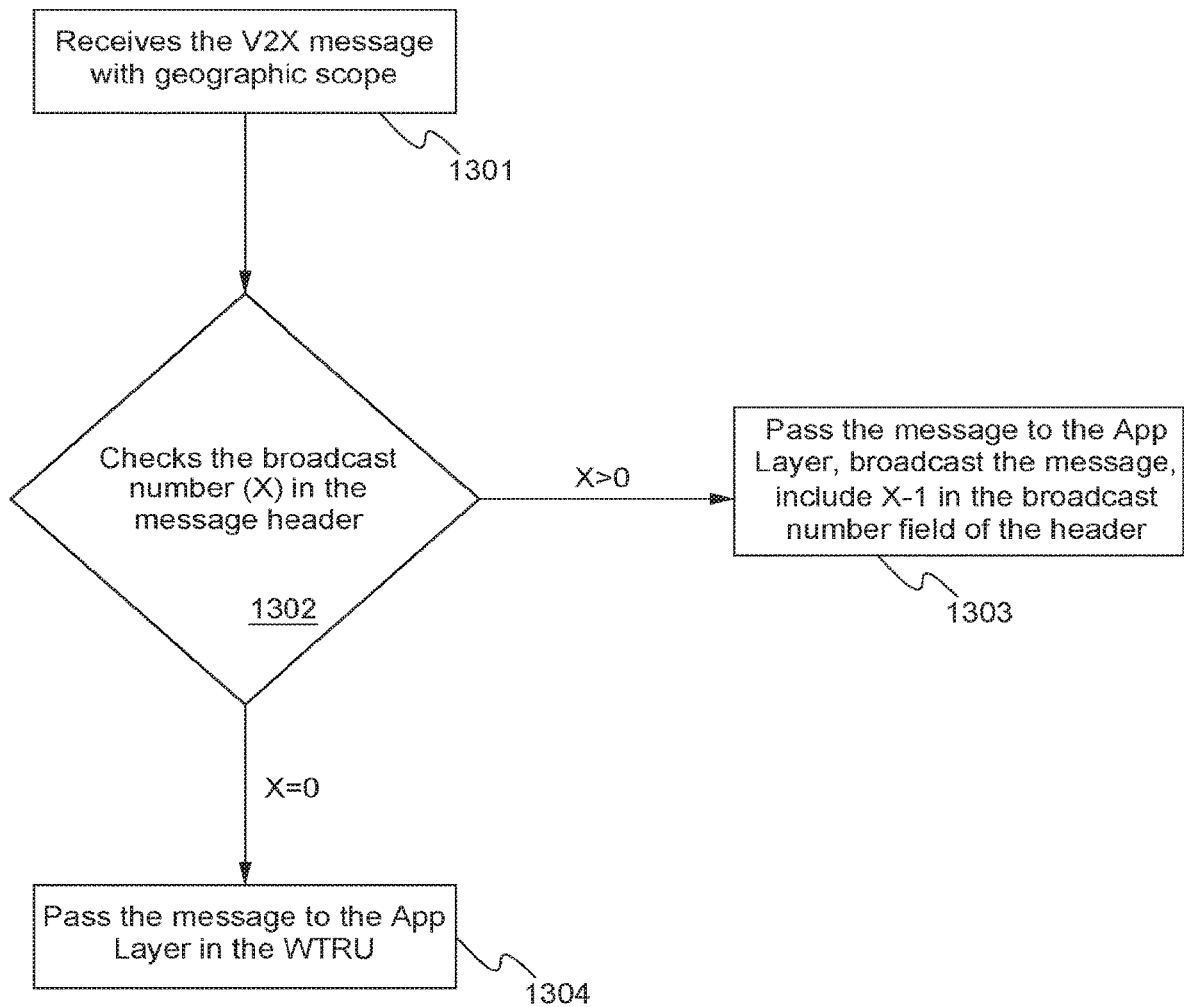 Receives the V2X message
with geographic scope
1301
Checks the broadcast
number (X) in the
message header
1302
X>0
Pass the message to the App
Layer, broadcast the message,
include X-1 in the broadcast
number field of the header
1303
X=0
Pass the message to the App
Layer in the WTRU
1304